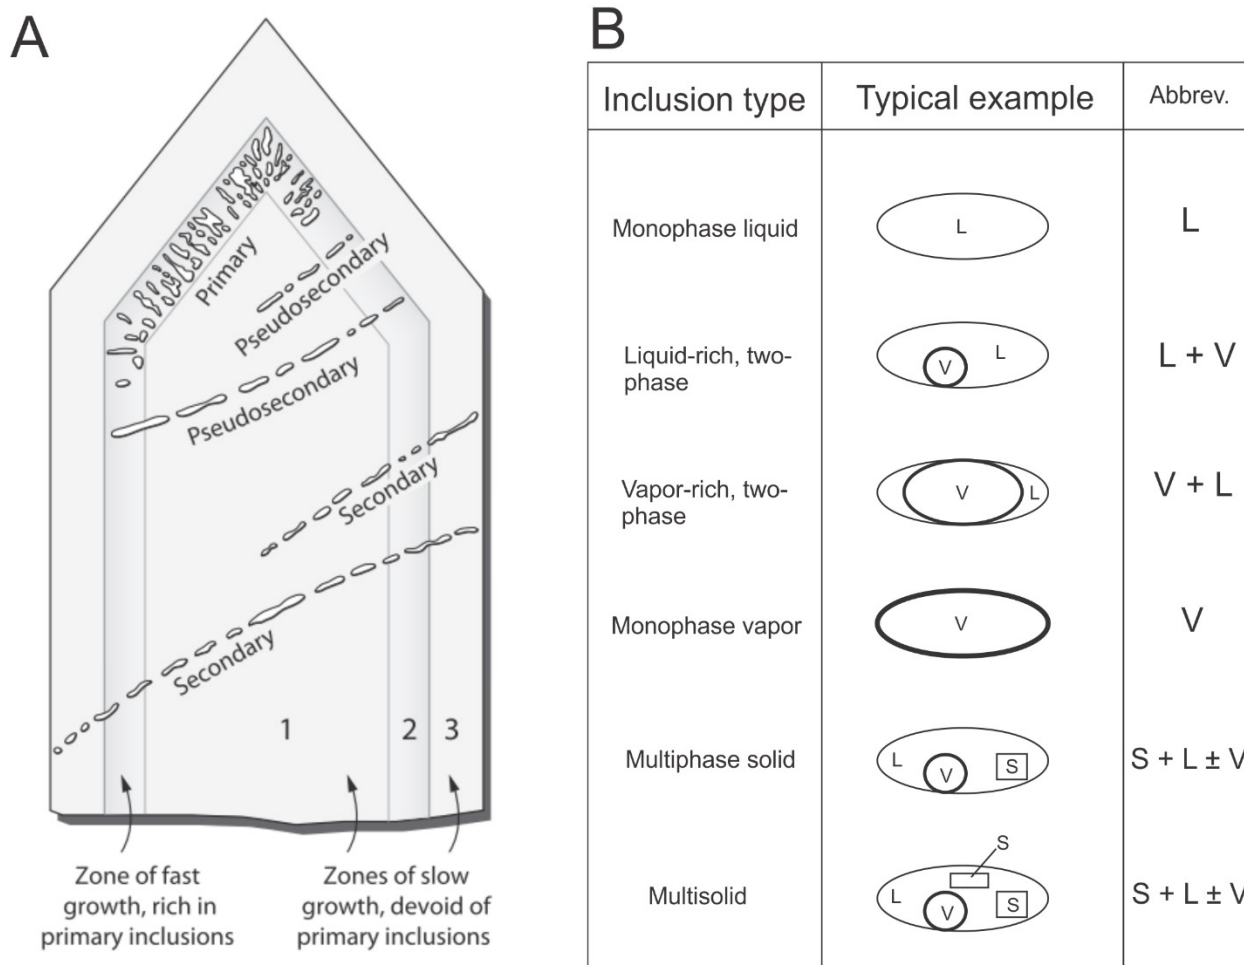 A
Primary
Pseudosecondary
Pseudosecondary
Secondary
Secondary
1
2
3
Zone of fast
growth, rich in
primary inclusions
Zones of slow
growth, devoid of
primary inclusions
B
Inclusion type
Typical example
Abbrev.
Monophase liquid
L
L
Liquid-rich, two-
phase
V
L
L + V
Vapor-rich, two-
phase
V
L
V + L
Monophase vapor
V
V
Multiphase solid
L
V
S
S + L ± V
Multisolid
S
L
V
S
S + L ± V